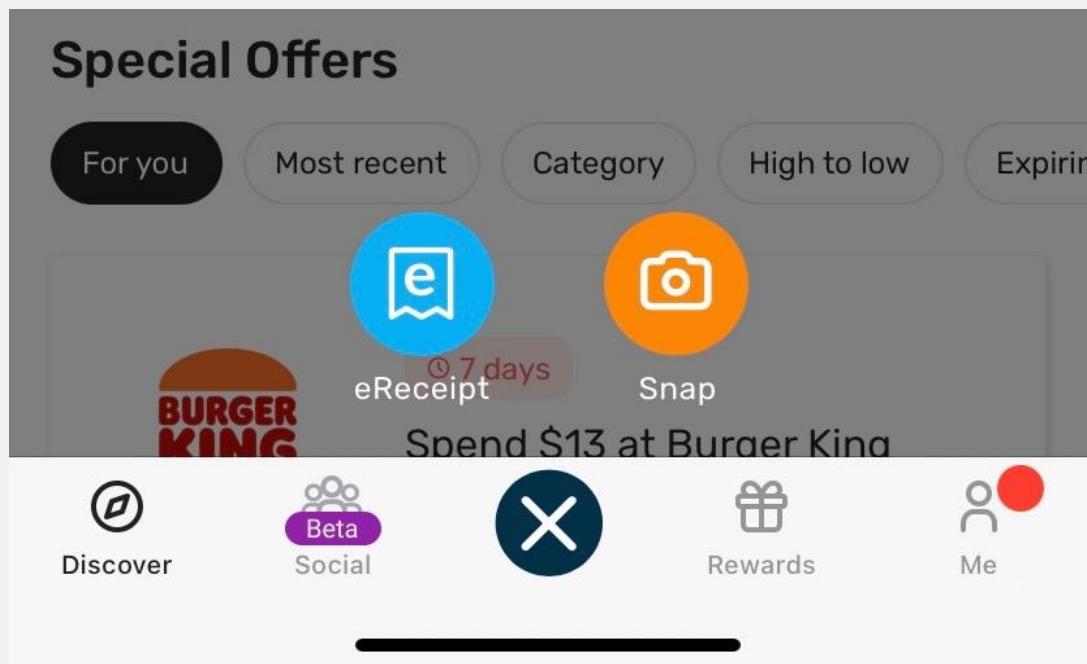 Special Offers
For you Most recent Category High to low Expirin
e
7 days
eReceipt Snap
BURGER
KING
Spend $13 at Burger King
Beta
Discover Social Rewards Me